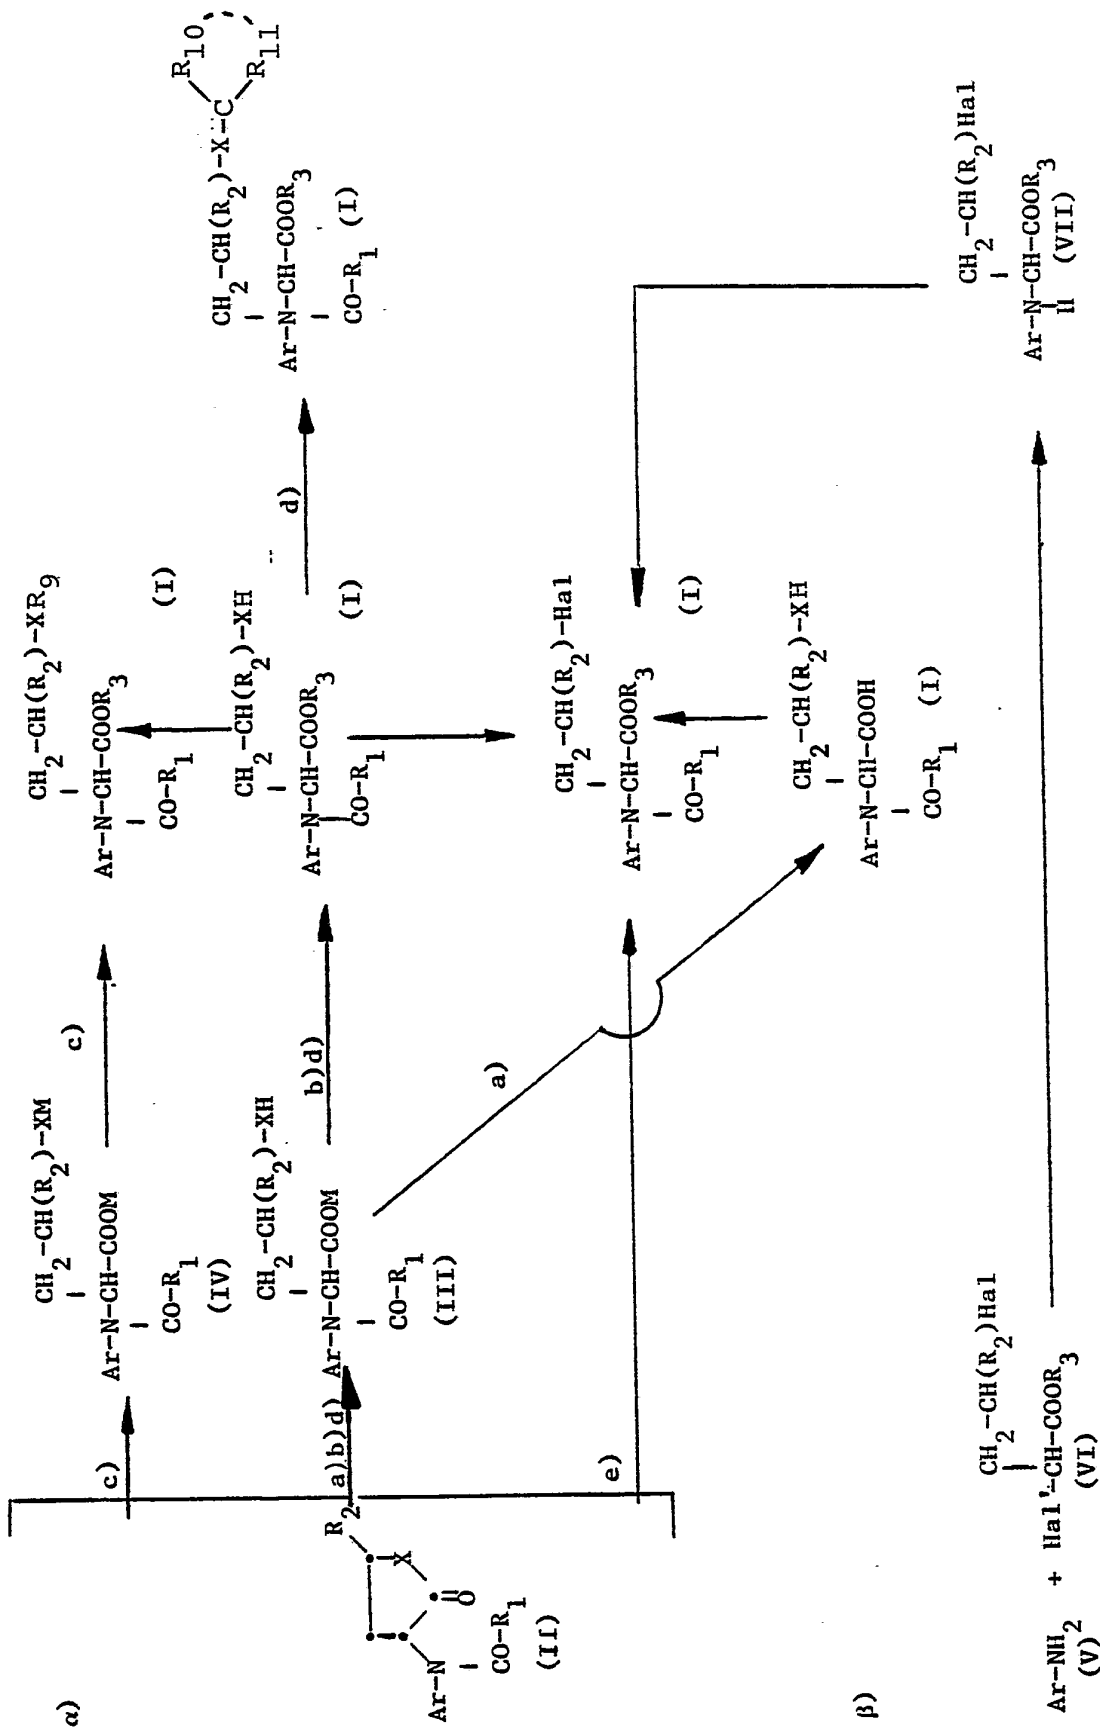 α)
Ar-N
CO-R1
(II)
R2
X
O
c)
a)b)d)
e)
CH2-CH(R2)-XM
Ar-N-CH-COOM
CO-R1
(IV)
c)
CH2-CH(R2)-XR9
Ar-N-CH-COOR3
CO-R1
(I)
CH2-CH(R2)-XH
Ar-N-CH-COOM
CO-R1
(III)
b)d)
CH2-CH(R2)-XH
Ar-N-CH-COOR3
CO-R1
(I)
d)
R10
R11
CH2-CH(R2)-X-C
Ar-N-CH-COOR3
CO-R1
(I)
a)
CH2-CH(R2)-Hal
Ar-N-CH-COOR3
CO-R1
(I)
CH2-CH(R2)-XH
Ar-N-CH-COOH
CO-R1
(I)
β)
Ar-NH2
(V)
+
CH2-CH(R2)Hal
Hal'-CH-COOR3
(VI)
CH2-CH(R2)Hal
Ar-N-CH-COOR3
H
(VII)